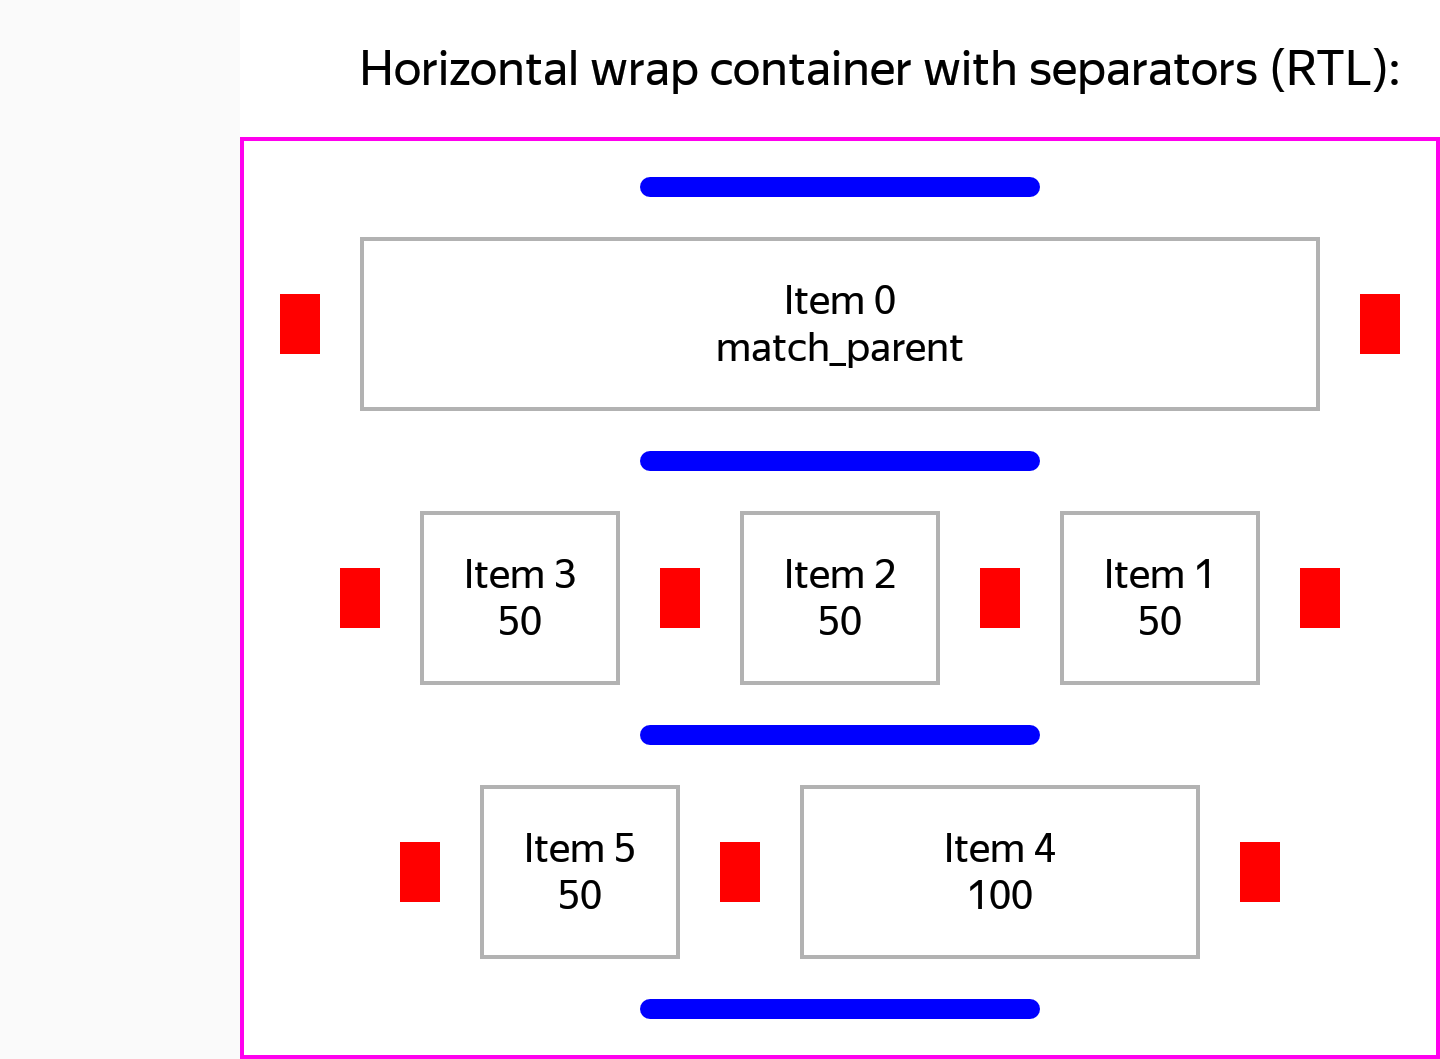 Horizontal wrap container with separators (RTL):
Item 0
match_parent
Item 3
50
Item 2
50
Item 1
50
Item 5
50
Item 4
100